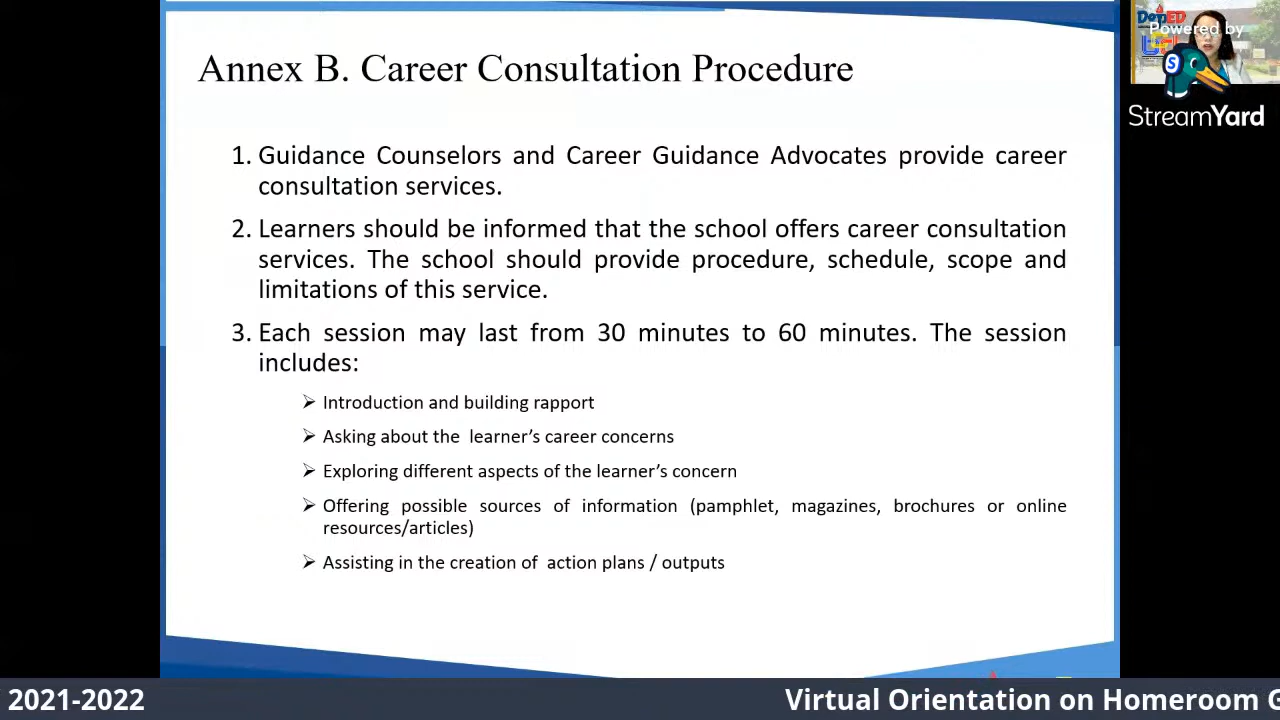 Annex B. Career Consultation Procedure
1. Guidance Counselors and Career Guidance Advocates provide career
consultation services.
2. Learners should be informed that the school offers career consultation
services. The school should provide procedure, schedule, scope and
limitations of this service.
3. Each session may last from 30 minutes to 60 minutes. The session
includes:
➢ Introduction and building rapport
➢ Asking about the learner’s career concerns
➢ Exploring different aspects of the learner’s concern
➢ Offering possible sources of information (pamphlet, magazines, brochures or online
resources/articles)
➢ Assisting in the creation of action plans / outputs
DepED
Powered by
S
StreamYard
2021-2022
Virtual Orientation on Homeroom G